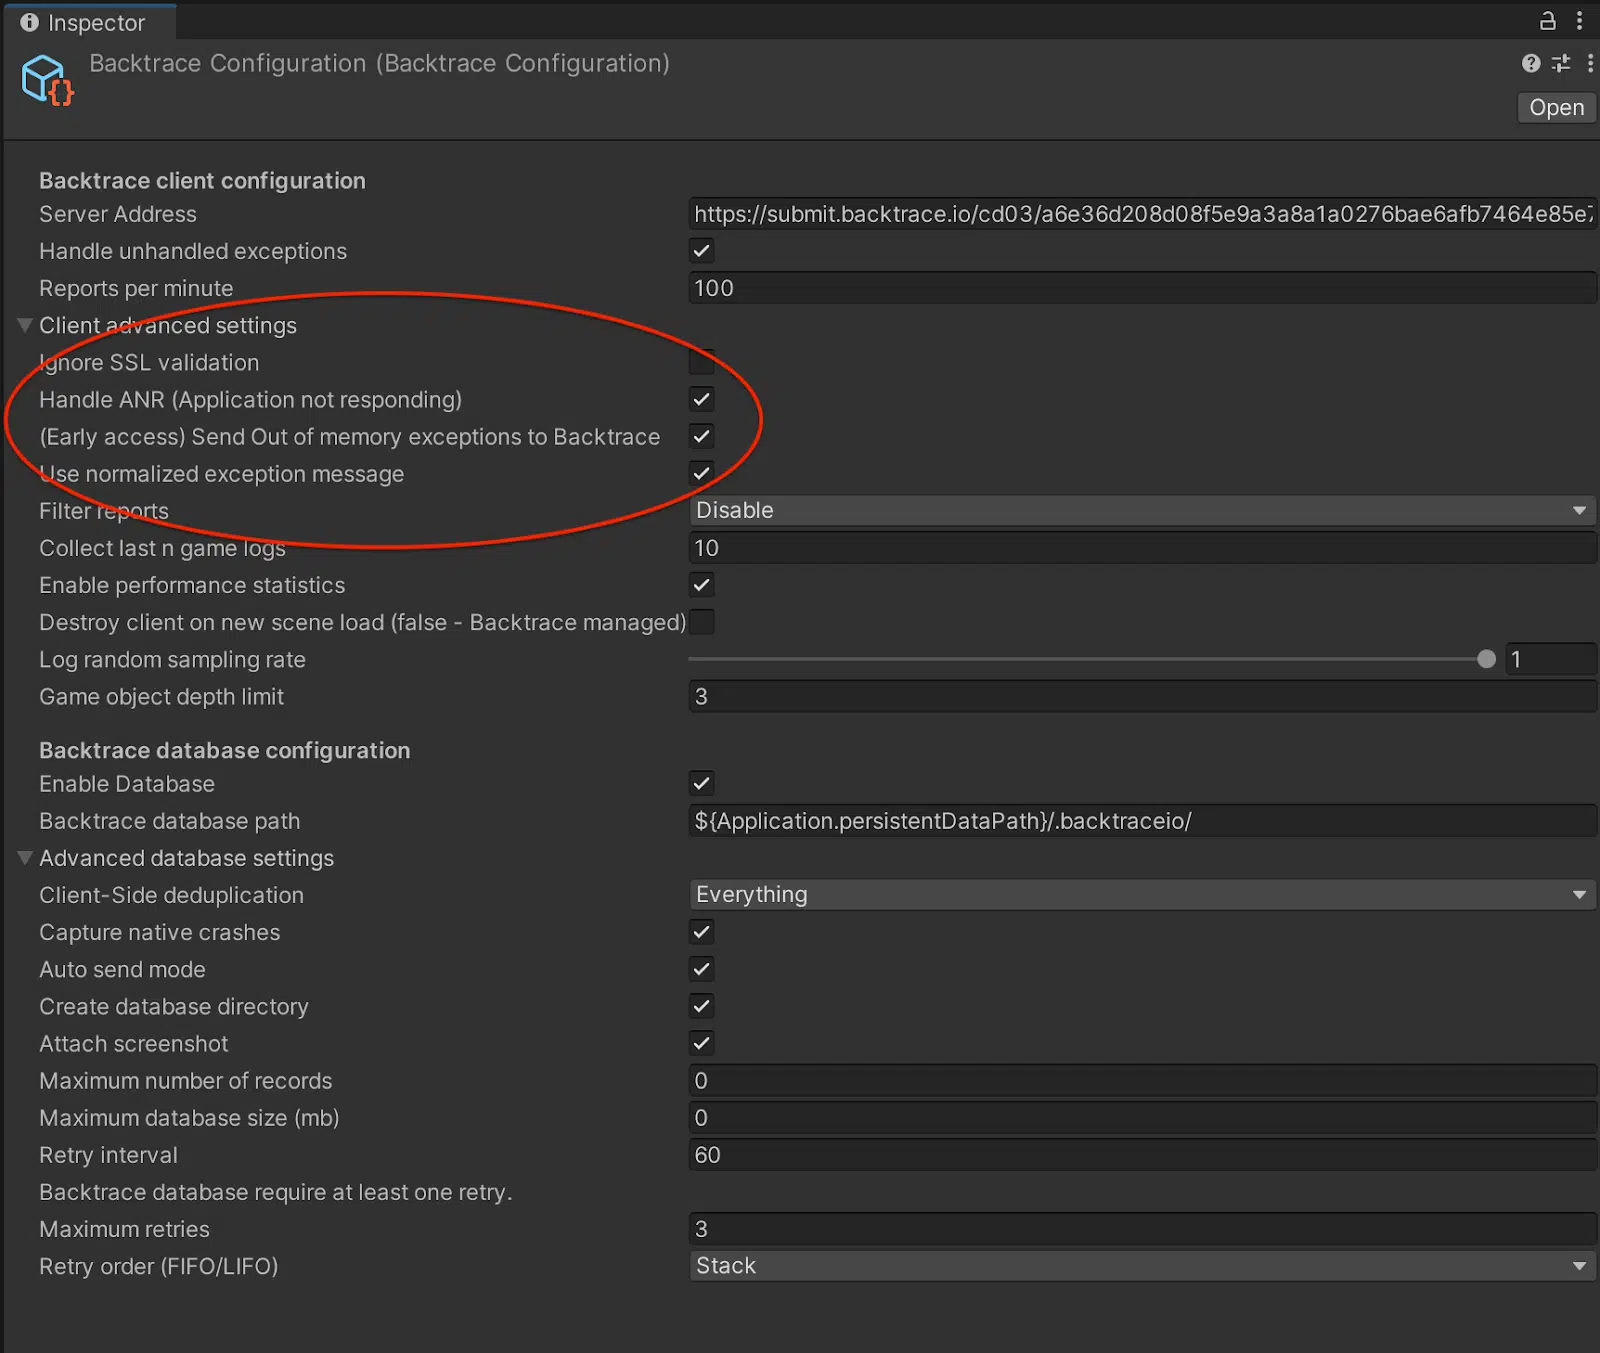 Inspector
Backtrace Configuration (Backtrace Configuration)
Open
Backtrace client configuration
Server Address https://submit.backtrace.io/cd03/a6e36d208d08f5e9a3a8a1a0276bae6afb7464e85e7
Handle unhandled exceptions
Reports per minute 100
Client advanced settings
Ignore SSL validation
Handle ANR (Application not responding)
(Early access) Send Out of memory exceptions to Backtrace
Use normalized exception message
Filter reports Disable
Collect last n game logs 10
Enable performance statistics
Destroy client on new scene load (false - Backtrace managed)
Log random sampling rate 1
Game object depth limit 3
Backtrace database configuration
Enable Database
Backtrace database path ${Application.persistentDataPath}/.backtraceio/
Advanced database settings
Client-Side deduplication Everything
Capture native crashes
Auto send mode
Create database directory
Attach screenshot
Maximum number of records 0
Maximum database size (mb) 0
Retry interval 60
Backtrace database require at least one retry.
Maximum retries 3
Retry order (FIFO/LIFO) Stack